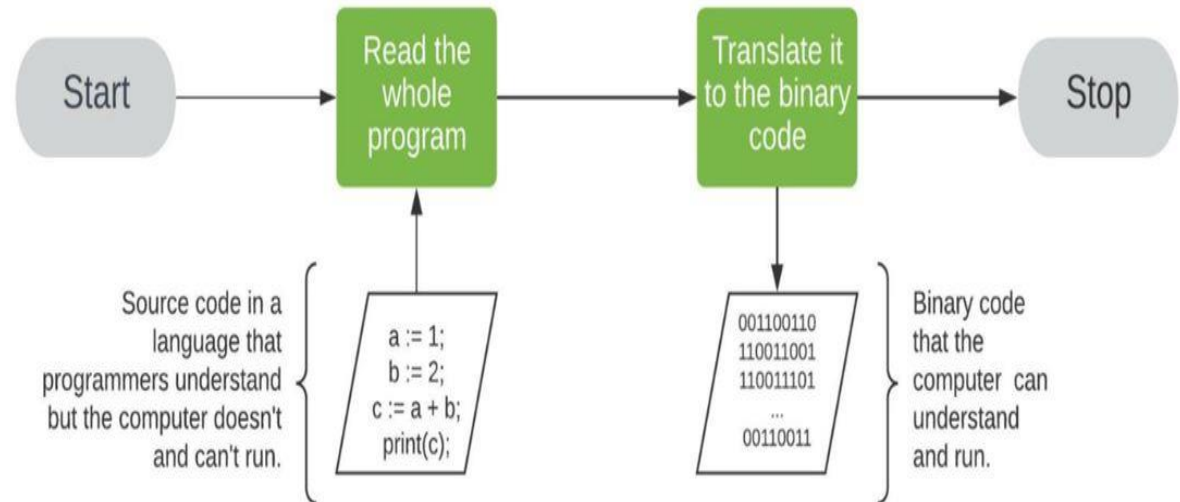 Start
Read the
whole
program
Translate it
to the binary
code
Stop
Source code in a
language that
programmers understand
but the computer doesn't
and can't run.
a := 1;
b := 2;
c := a + b;
print(c);
001100110
110011001
110011101
...
00110011
Binary code
that the
computer can
understand
and run.